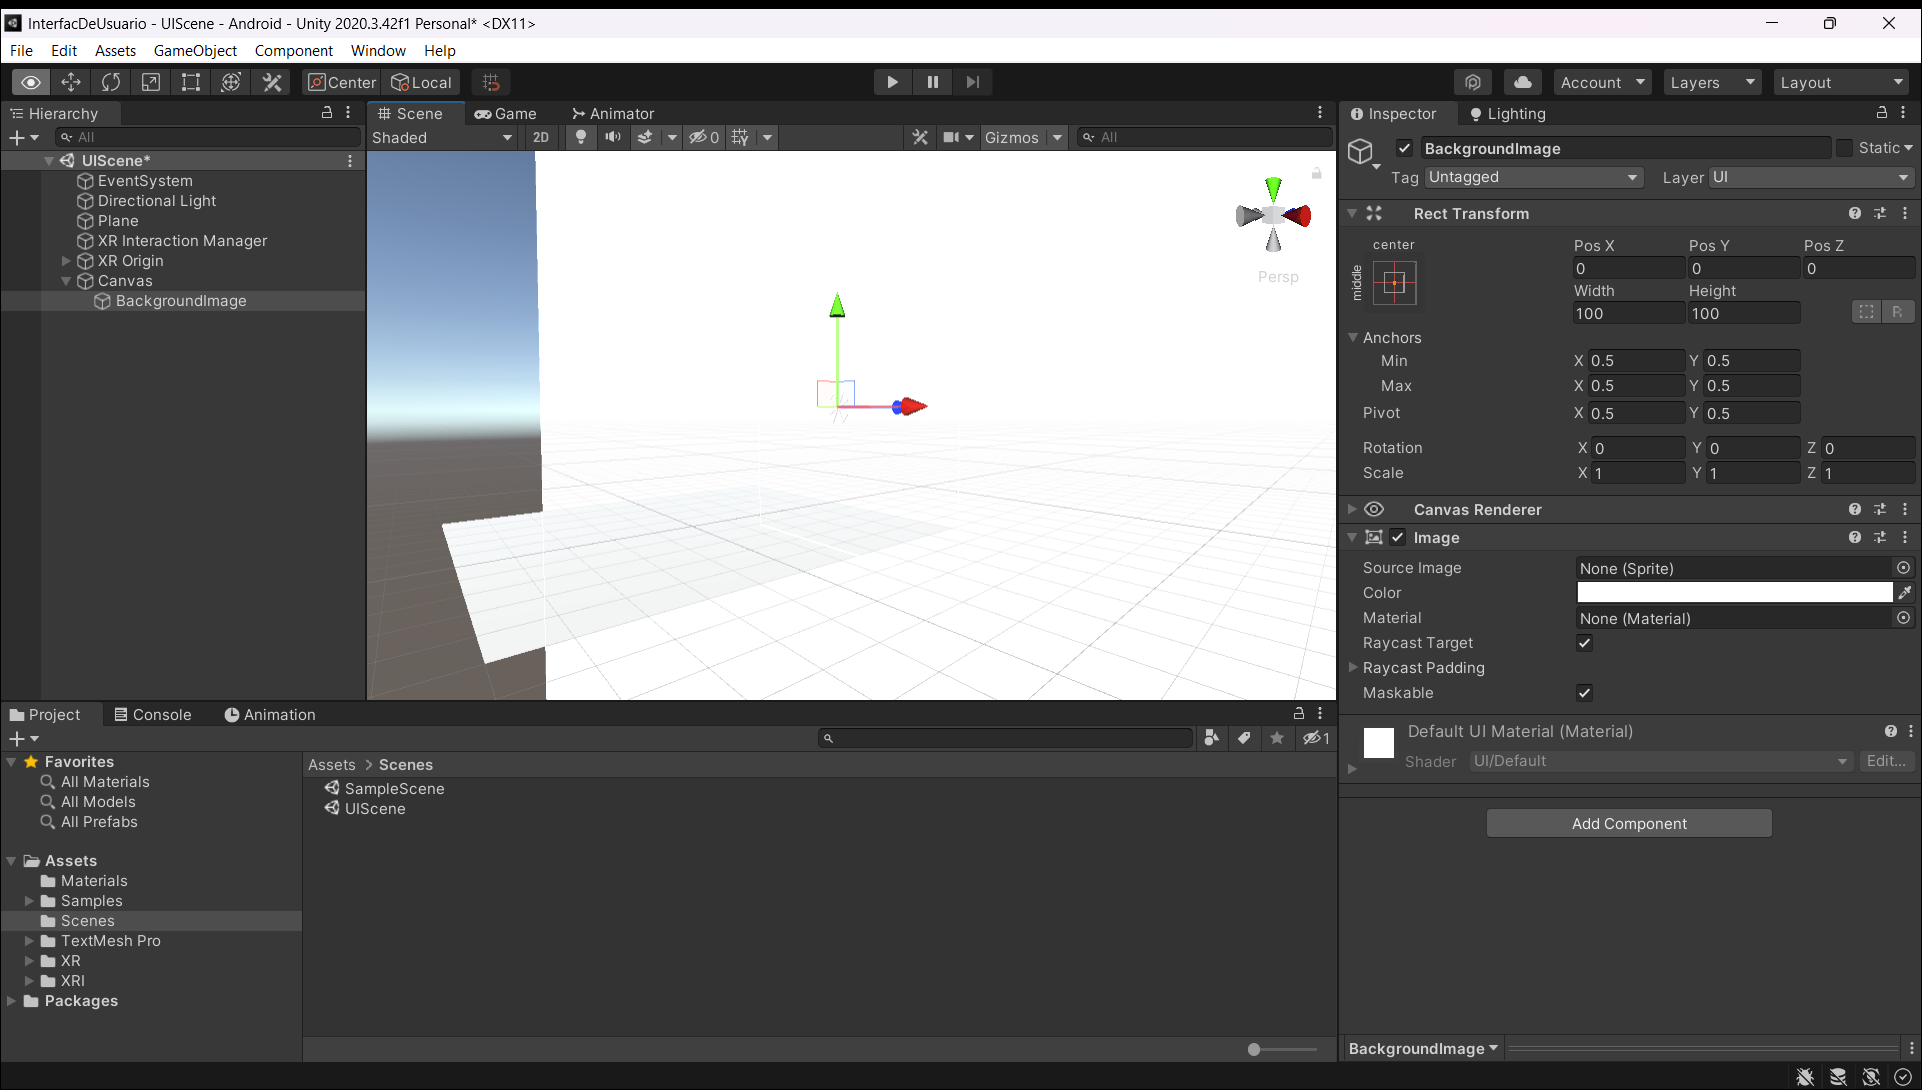 InterfacDeUsuario - UIScene - Android - Unity 2020.3.42f1 Personal* <DX11>
File Edit Assets GameObject Component Window Help
Center Local Account Layers Layout
Hierarchy
All
UIScene*
EventSystem
Directional Light
Plane
XR Interaction Manager
XR Origin
Canvas
BackgroundImage
Scene Game Animator
Shaded 2D 0 Gizmos All
Persp
Inspector Lighting
BackgroundImage Static
Tag Untagged Layer UI
Rect Transform
center
middle
Pos X Pos Y Pos Z
0 0 0
Width Height
100 100 R
Anchors
Min X 0.5 Y 0.5
Max X 0.5 Y 0.5
Pivot X 0.5 Y 0.5
Rotation X 0 Y 0 Z 0
Scale X 1 Y 1 Z 1
Canvas Renderer
Image
Source Image None (Sprite)
Color
Material None (Material)
Raycast Target
Raycast Padding
Maskable
Default UI Material (Material)
Shader UI/Default Edit...
Add Component
BackgroundImage
Project Console Animation
1
Favorites
All Materials
All Models
All Prefabs
Assets
Materials
Samples
Scenes
TextMesh Pro
XR
XRI
Packages
Assets > Scenes
SampleScene
UIScene